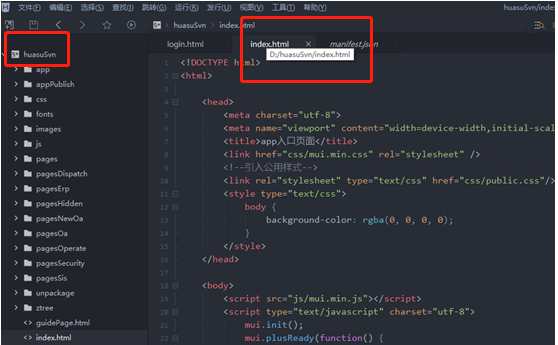 文件(F) 编辑(E) 选择(S) 查找(I) 跳转(G) 运行(R) 发行(U) 视图(V) 工具(T) 帮助(Y)
huasuSvn > index.html
huasuSvn
app
appPublish
css
fonts
images
js
pages
pagesDispatch
pagesErp
pagesHidden
pagesNewOa
pagesOa
pagesOperate
pagesSecurity
pagesSis
unpackage
ztree
guidePage.html
index.html
login.html index.html × manifest.json
D:/huasuSvn/index.html
1 <!DOCTYPE html>
2 <html>
3
4 <head>
5 <meta charset="utf-8">
6 <meta name="viewport" content="width=device-width,initial-scal
7 <title>app入口页面</title>
8 <link href="css/mui.min.css" rel="stylesheet" />
9 <!--引入公用样式-->
10 <link rel="stylesheet" type="text/css" href="css/public.css"/>
11 <style type="text/css">
12 body {
13 background-color: rgba(0, 0, 0, 0);
14 }
15 </style>
16 </head>
17
18 <body>
19 <script src="js/mui.min.js"></script>
20 <script type="text/javascript" charset="utf-8">
21 mui.init();
22 mui.plusReady(function() {